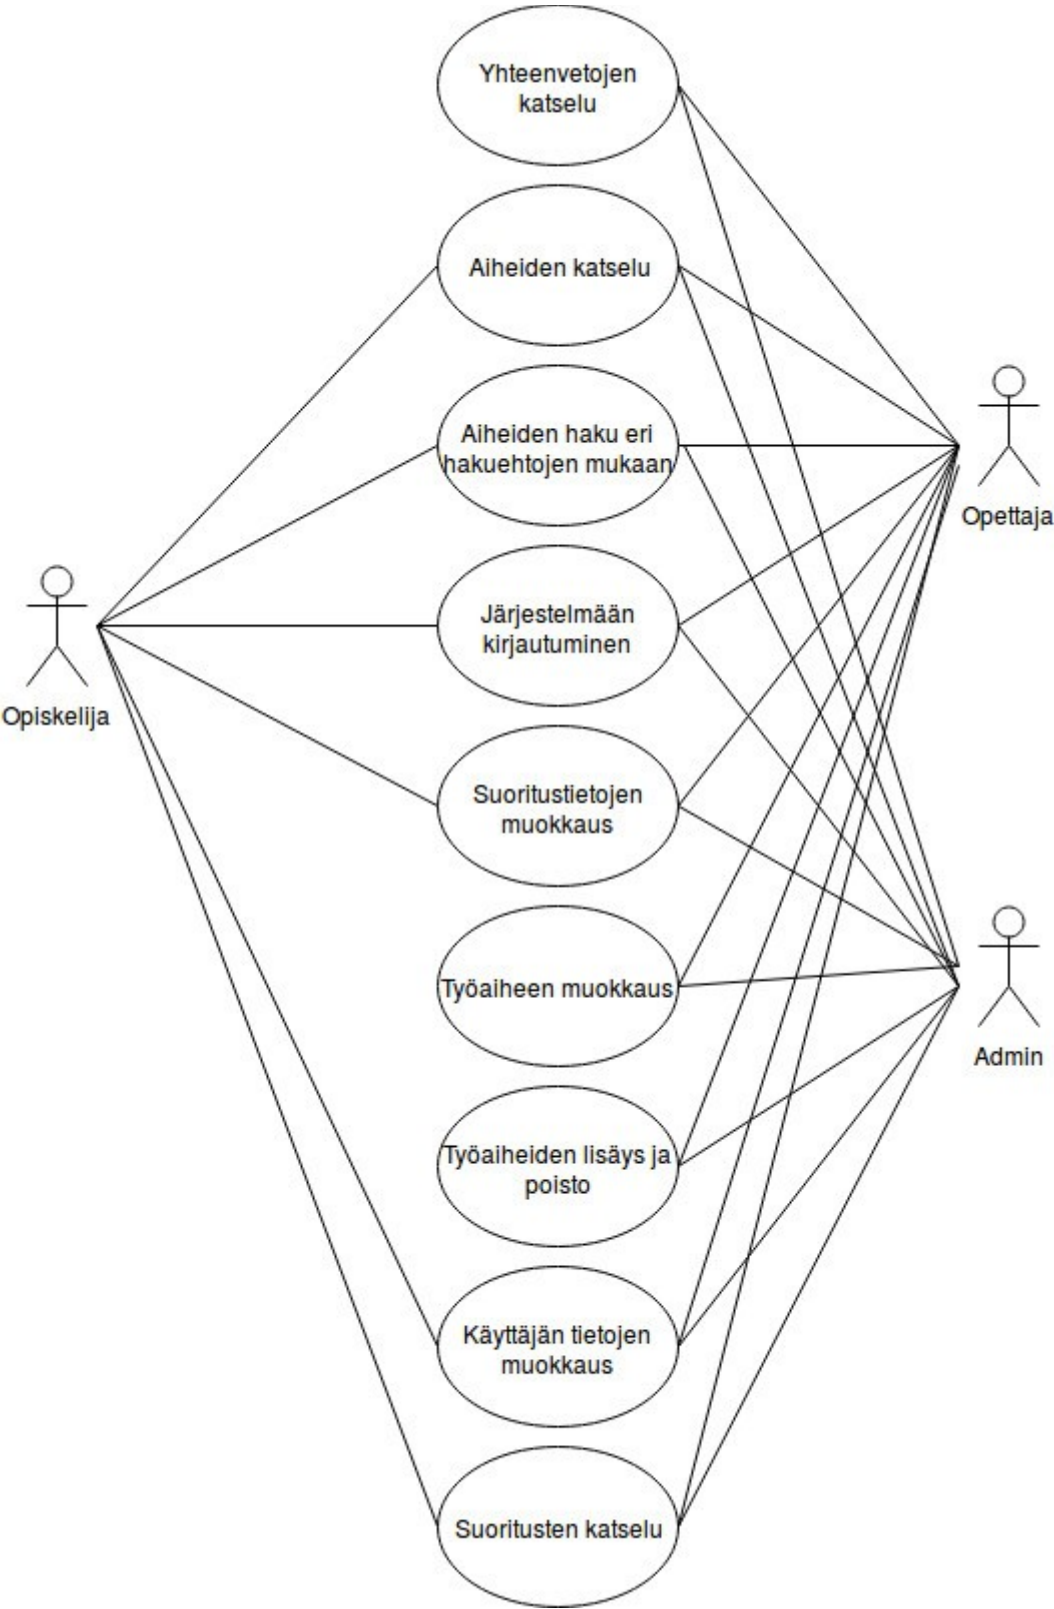 Yhteenvetojen
katselu
Aiheiden katselu
Aiheiden haku eri
hakuehtojen mukaan
Opettaja
Järjestelmään
kirjautuminen
Opiskelija
Suoritustietojen
muokkaus
Työaiheen muokkaus
Admin
Työaiheiden lisäys ja
poisto
Käyttäjän tietojen
muokkaus
Suoritusten katselu